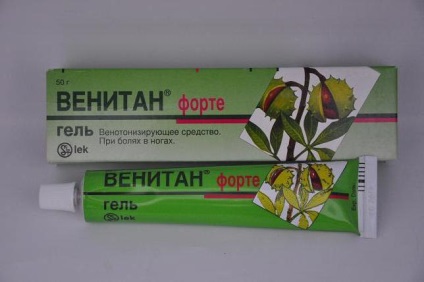 50 г
ВЕНИТАН® форте
гель Венотонизирующее средство.
При болях в ногах.
lek
ВЕНИТАН® форте
гель
lek